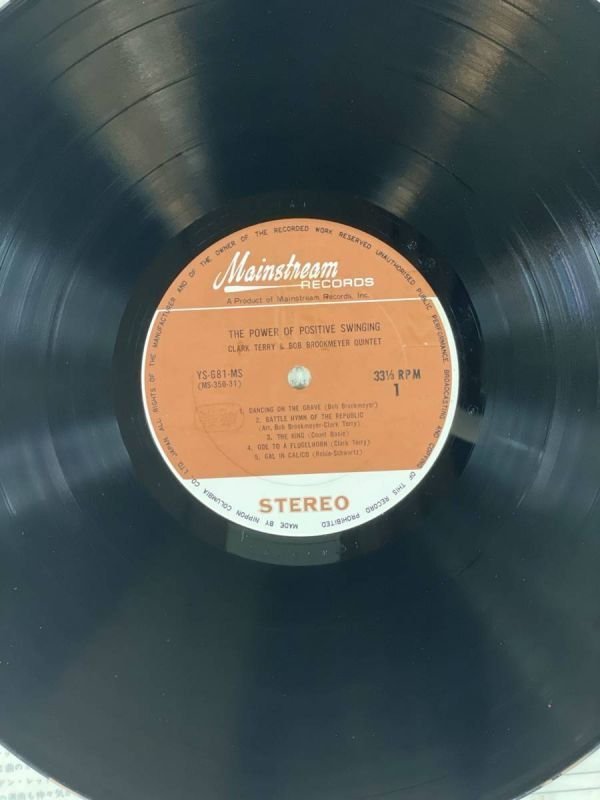 Mainstream
RECORDS
A Product of Mainstream Records, Inc.
THE POWER OF POSITIVE SWINGING
CLARK TERRY & BOB BROOKMEYER QUINTET
YS-681-MS
(MS-356-31)
33⅓ RPM
1
1. DANCING ON THE GRAVE (Bob Brookmeyer)
2. BATTLE HYMN OF THE REPUBLIC
(Arr. Bob Brookmeyer-Clark Terry)
3. THE KING (Count Basie)
4. ODE TO A FLUGELHORN (Clark Terry)
5. GAL IN CALICO (Robin-Schwartz)
STEREO
MADE BY NIPPON COLUMBIA CO., LTD. JAPAN ALL RIGHTS OF THE MANUFACTURER AND OF THE OWNER OF THE RECORDED WORK RESERVED UNAUTHORISED PUBLIC PERFORMANCE BROADCASTING AND COPYING OF THIS RECORD PROHIBITED